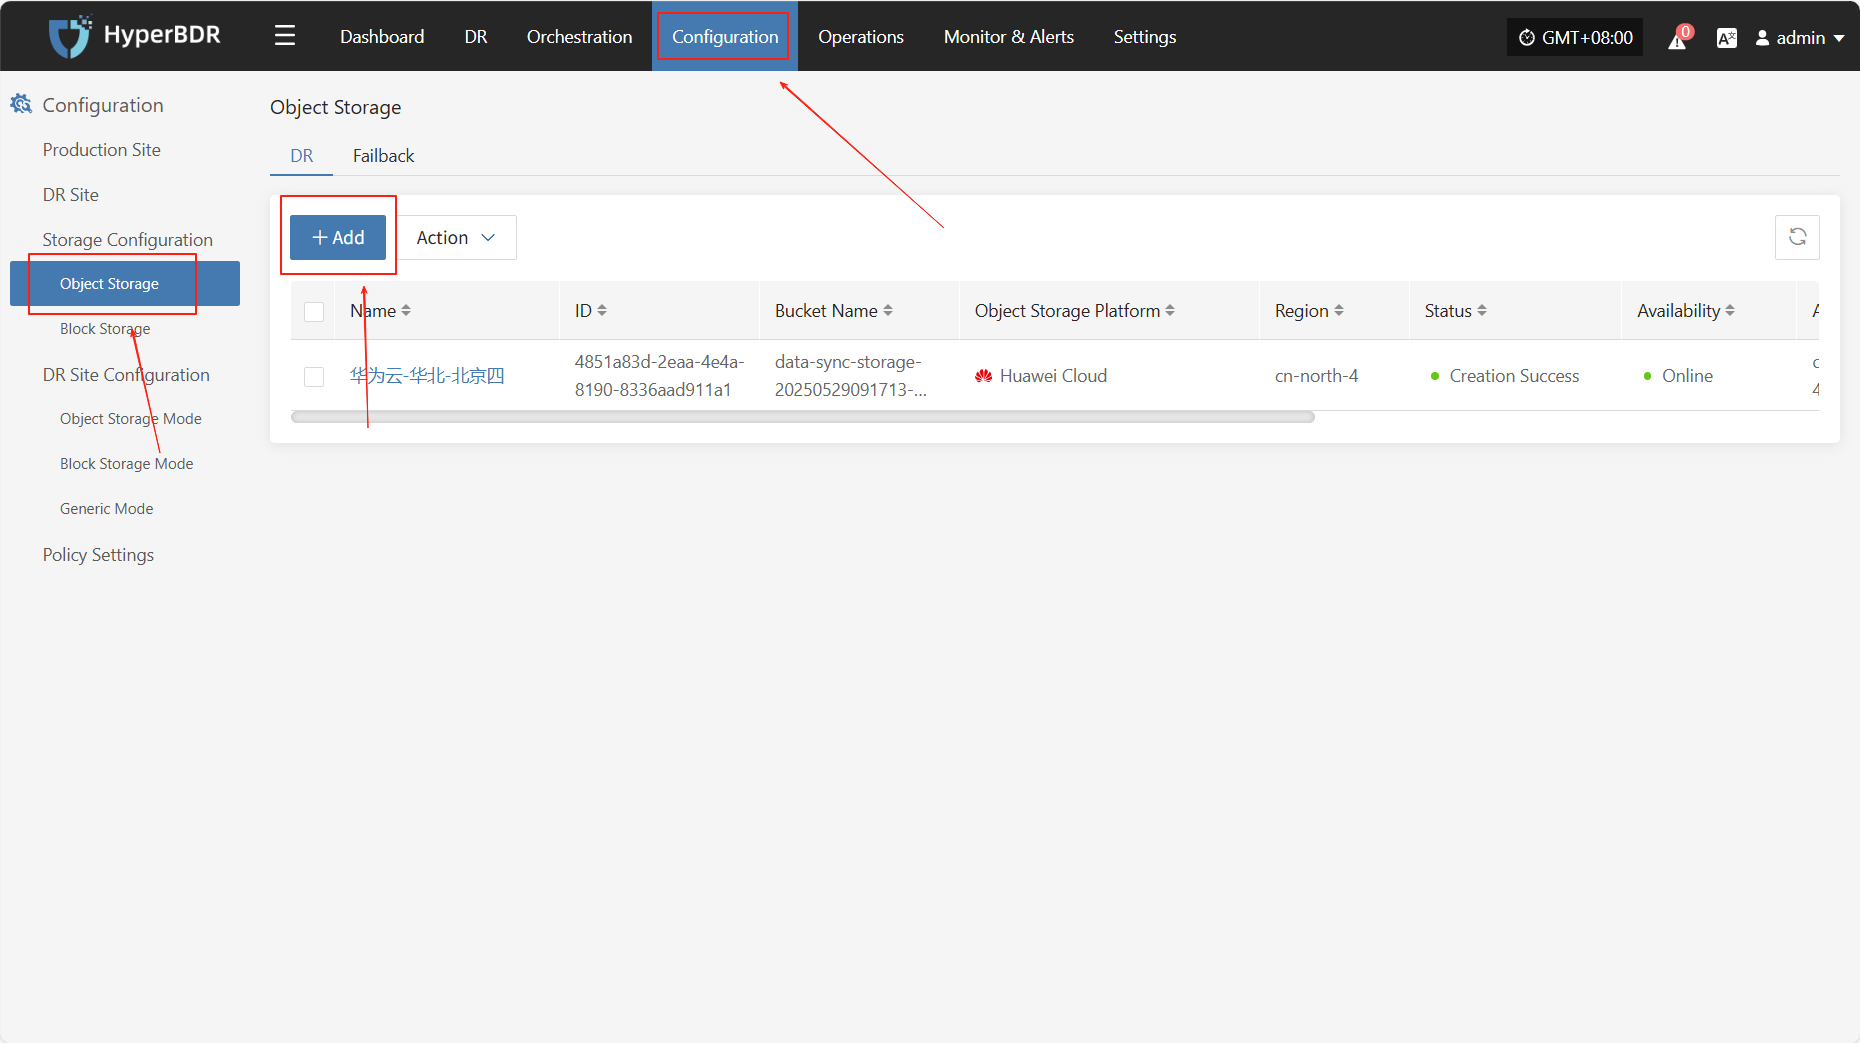 HyperBDR
Dashboard
DR
Orchestration
Configuration
Operations
Monitor & Alerts
Settings
GMT+08:00
0
admin
Configuration
Production Site
DR Site
Storage Configuration
Object Storage
Block Storage
DR Site Configuration
Object Storage Mode
Block Storage Mode
Generic Mode
Policy Settings
Object Storage
DR
Failback
+ Add
Action
Name
ID
Bucket Name
Object Storage Platform
Region
Status
Availability
华为云-华北-北京四
4851a83d-2eaa-4e4a-
8190-8336aad911a1
data-sync-storage-
20250529091713-...
Huawei Cloud
cn-north-4
Creation Success
Online